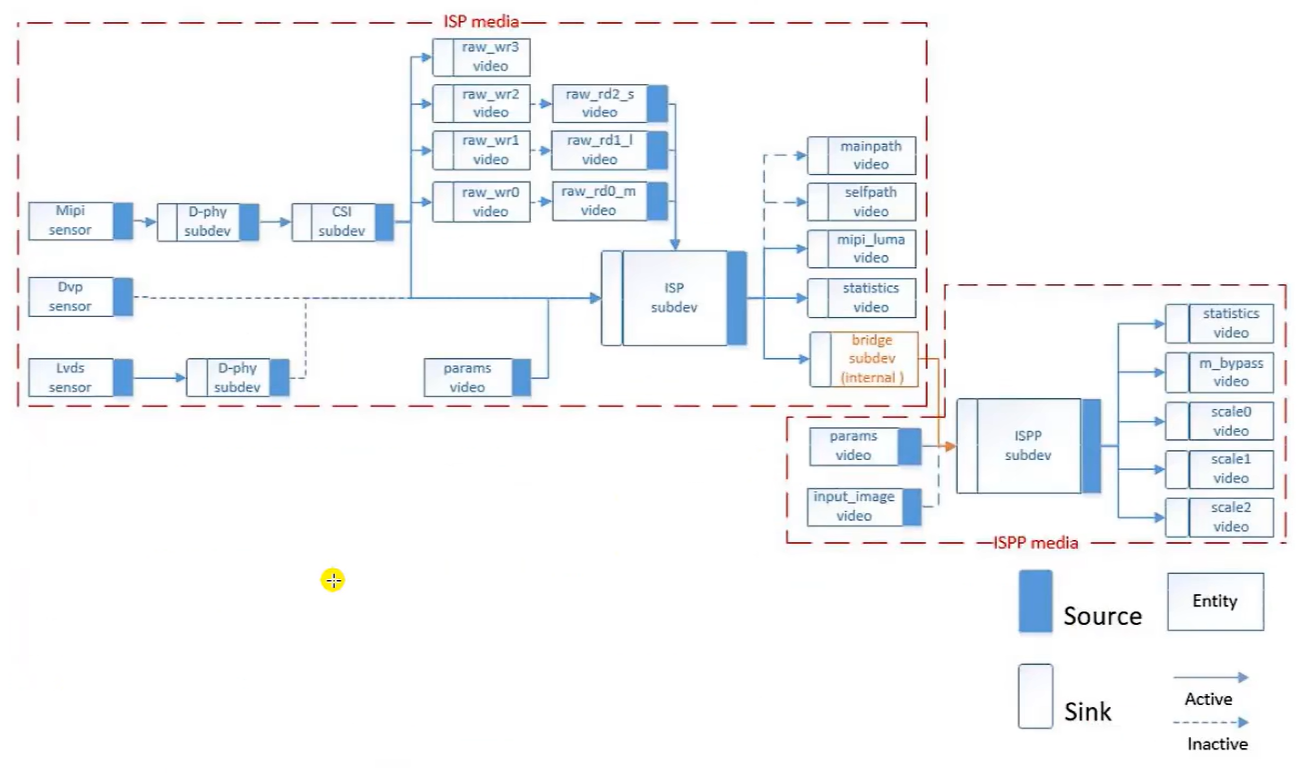 ISP media
raw_wr3
video
raw_wr2
video
raw_rd2_s
video
raw_wr1
video
raw_rd1_l
video
raw_wr0
video
raw_rd0_m
video
Mipi
sensor
D-phy
subdev
CSI
subdev
Dvp
sensor
Lvds
sensor
D-phy
subdev
params
video
ISP
subdev
mainpath
video
selfpath
video
mipi_luma
video
statistics
video
bridge
subdev
(internal )
params
video
input_image
video
ISPP
subdev
statistics
video
m_bypass
video
scale0
video
scale1
video
scale2
video
ISPP media
Source
Entity
Sink
Active
Inactive